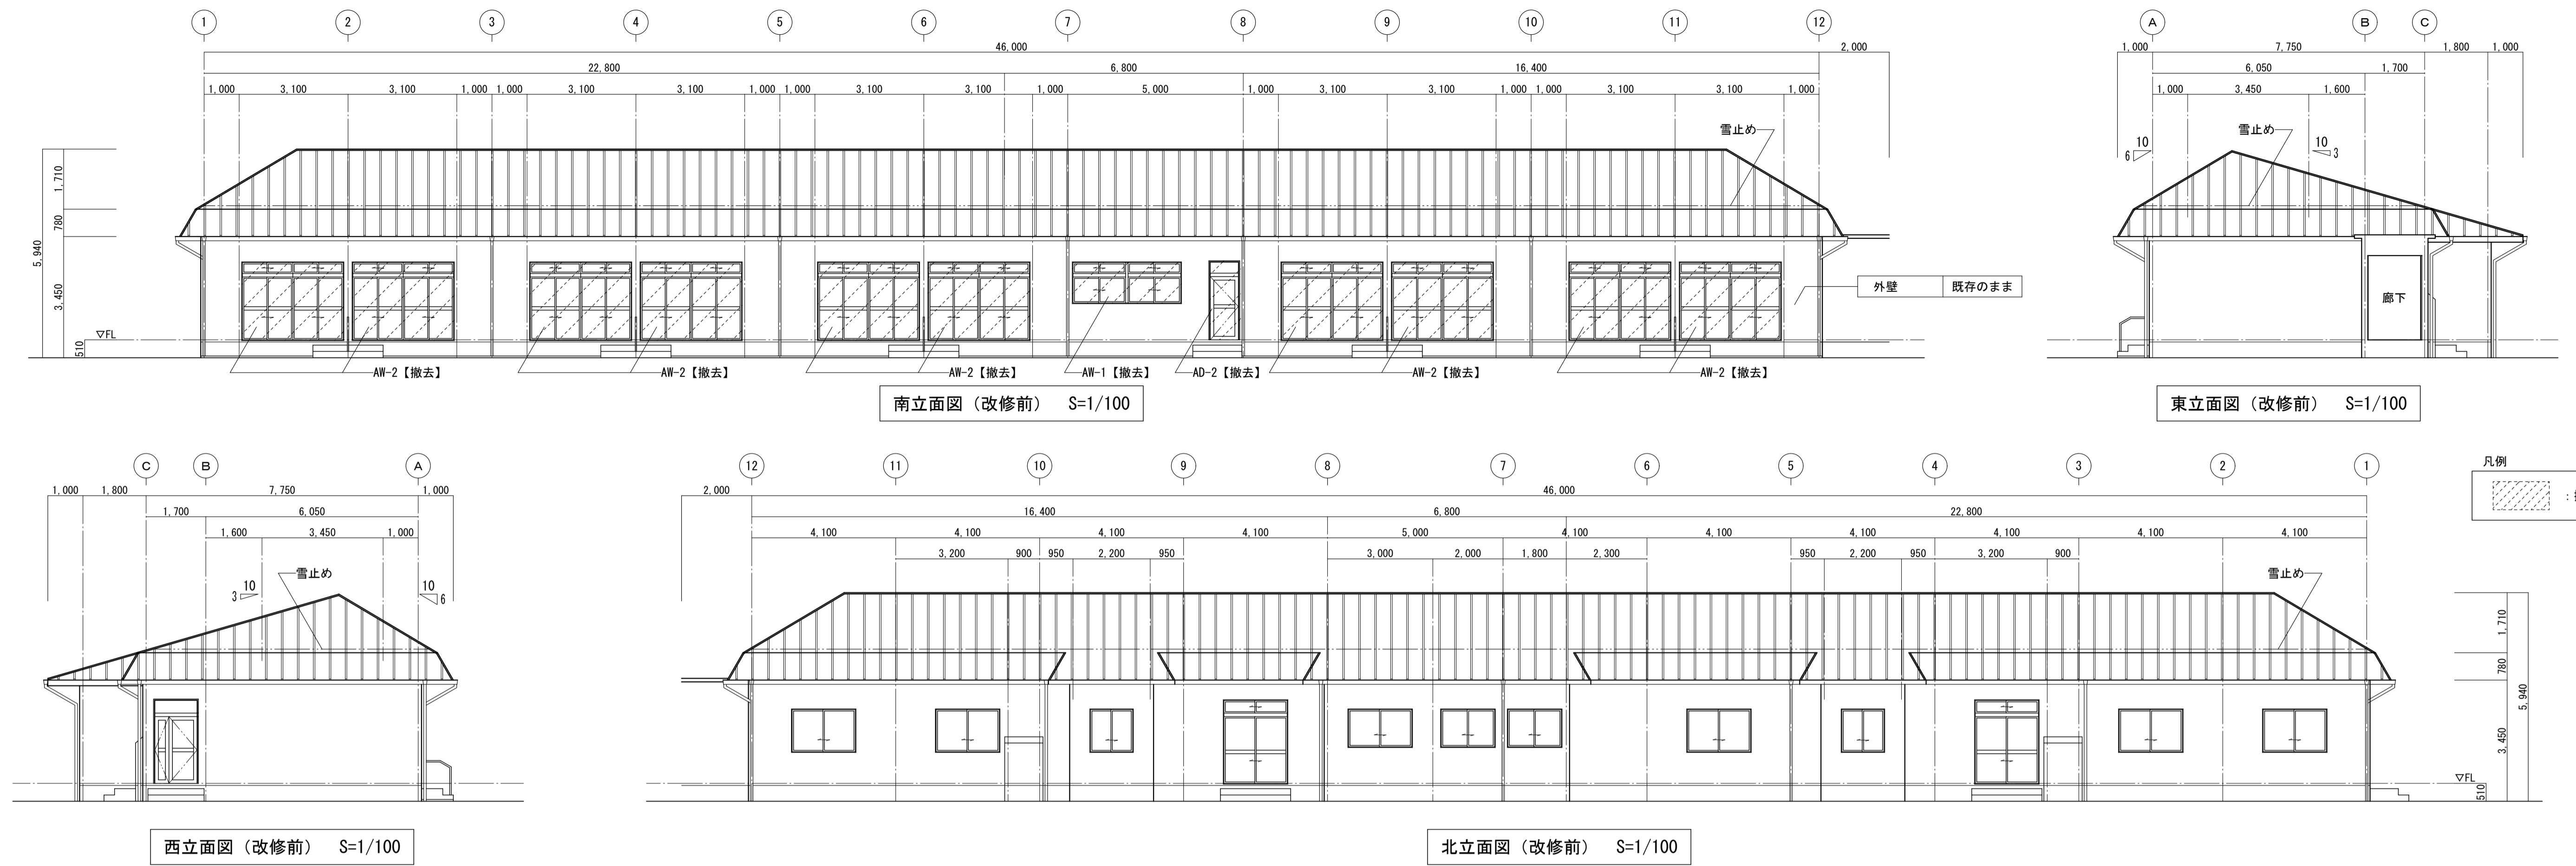 1 2 3 4 5 6 7 8 9 10 11 12
46,000 2,000
22,800 6,800 16,400
1,000 3,100 3,100 1,000 1,000 3,100 3,100 1,000 1,000 3,100 3,100 1,000 5,000 1,000 3,100 3,100 1,000 1,000 3,100 3,100 1,000
雪止め
1,710
780
3,450
5,940
510
▽FL
外壁 既存のまま
AW-2【撤去】 AW-2【撤去】 AW-2【撤去】 AW-1【撤去】 AD-2【撤去】 AW-2【撤去】 AW-2【撤去】
南立面図（改修前） S=1/100
A B C
1,000 7,750 1,800 1,000
6,050 1,700
1,000 3,450 1,600
雪止め
10
6
10
3
廊下
東立面図（改修前） S=1/100
C B A
1,000 1,800 7,750 1,000
1,700 6,050
1,600 3,450 1,000
雪止め
10
3
10
6
西立面図（改修前） S=1/100
12 11 10 9 8 7 6 5 4 3 2 1
2,000 46,000
16,400 6,800 22,800
4,100 4,100 4,100 4,100 5,000 4,100 4,100 4,100 4,100 4,100 4,100
3,200 900 950 2,200 950 3,000 2,000 1,800 2,300 950 2,200 950 3,200 900
雪止め
1,710
780
3,450
5,940
510
▽FL
北立面図（改修前） S=1/100
凡例
: